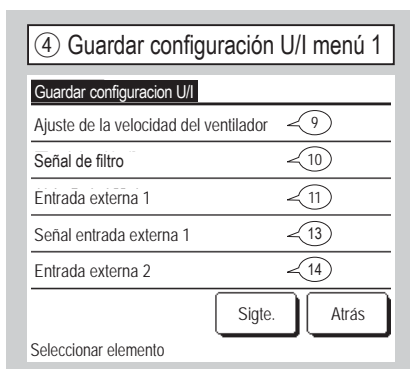 ④ Guardar configuración U/I menú 1
Guardar configuracion U/I
Ajuste de la velocidad del ventilador 9
Señal de filtro 10
Entrada externa 1 11
Señal entrada externa 1 13
Entrada externa 2 14
Sigte. Atrás
Seleccionar elemento